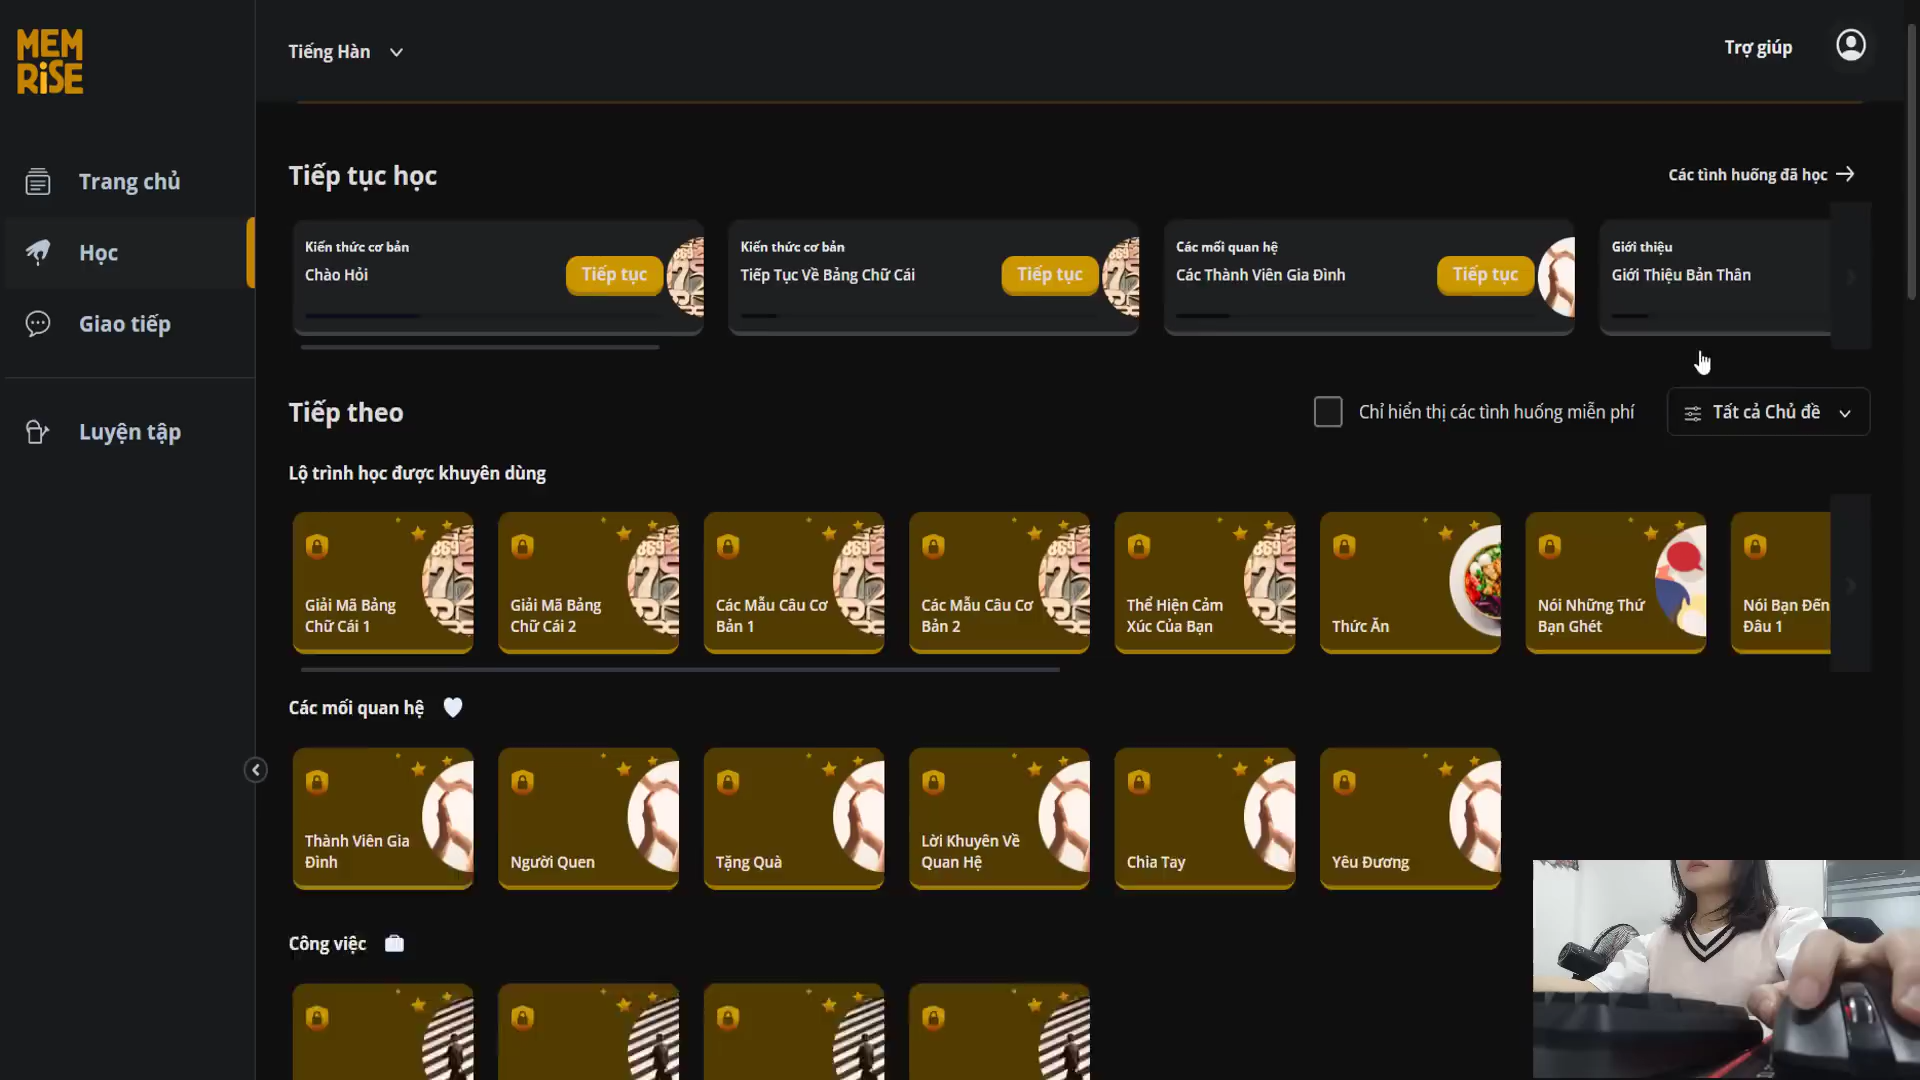 MEM
RiSE
Tiếng Hàn
Trợ giúp
Trang chủ
Học
Giao tiếp
Luyện tập
Tiếp tục học
Các tình huống đã học
Kiến thức cơ bản
Chào Hỏi
Tiếp tục
Kiến thức cơ bản
Tiếp Tục Về Bảng Chữ Cái
Tiếp tục
Các mối quan hệ
Các Thành Viên Gia Đình
Tiếp tục
Giới thiệu
Giới Thiệu Bản Thân
Tiếp theo
Chỉ hiển thị các tình huống miễn phí
Tất cả Chủ đề
Lộ trình học được khuyên dùng
Giải Mã Bảng
Chữ Cái 1
Giải Mã Bảng
Chữ Cái 2
Các Mẫu Câu Cơ
Bản 1
Các Mẫu Câu Cơ
Bản 2
Thể Hiện Cảm
Xúc Của Bạn
Thức Ăn
Nói Những Thứ
Bạn Ghét
Nói Bạn Đến
Đâu 1
Các mối quan hệ
Thành Viên Gia
Đình
Người Quen
Tặng Quà
Lời Khuyên Về
Quan Hệ
Chia Tay
Yêu Đương
Công việc